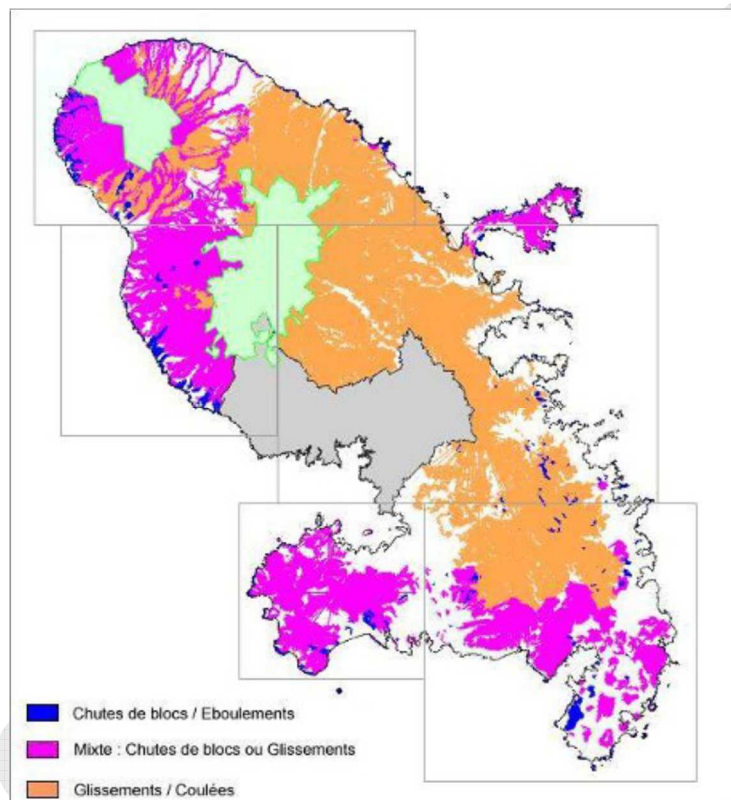 Chutes de blocs / Eboulements
Mixte : Chutes de blocs ou Glissements
Glissements / Coulées